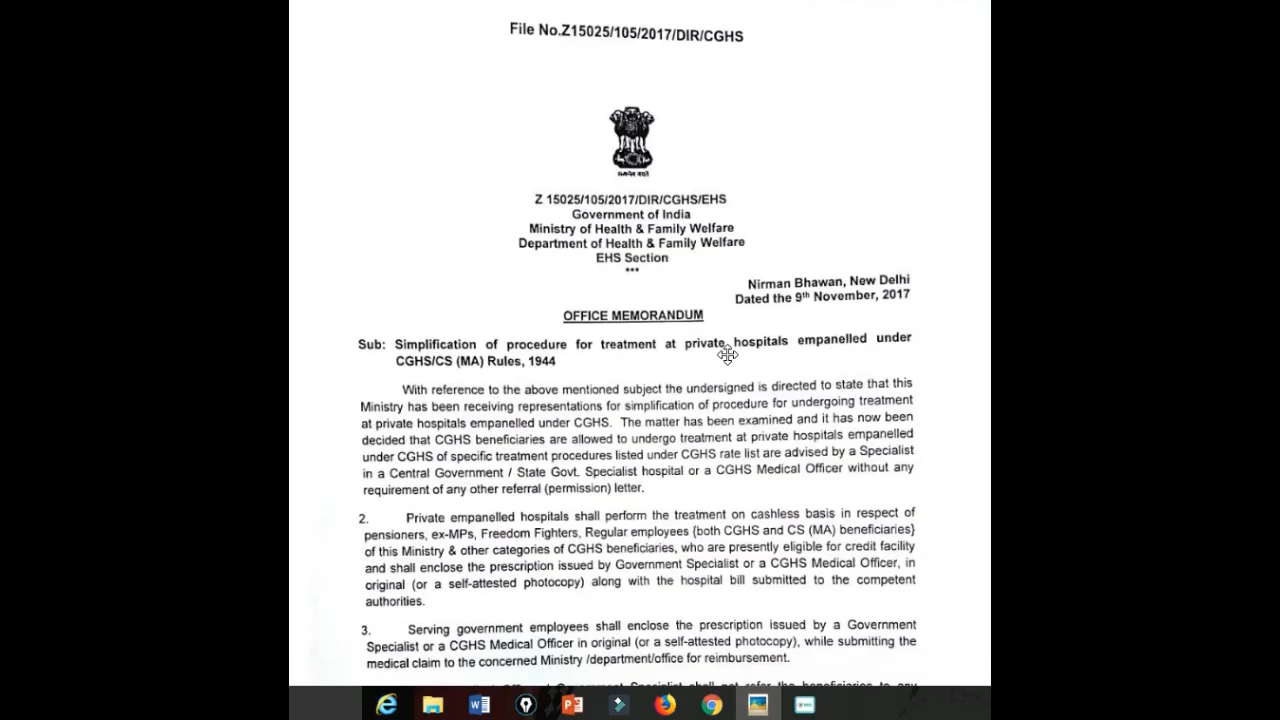 File No.Z15025/105/2017/DIR/CGHS
Z 15025/105/2017/DIR/CGHS/EHS
Government of India
Ministry of Health & Family Welfare
Department of Health & Family Welfare
EHS Section
***
Nirman Bhawan, New Delhi
Dated the 9th November, 2017
OFFICE MEMORANDUM
Sub: Simplification of procedure for treatment at private hospitals empanelled under
CGHS/CS (MA) Rules, 1944
With reference to the above mentioned subject the undersigned is directed to state that this
Ministry has been receiving representations for simplification of procedure for undergoing treatment
at private hospitals empanelled under CGHS. The matter has been examined and it has now been
decided that CGHS beneficiaries are allowed to undergo treatment at private hospitals empanelled
under CGHS of specific treatment procedures listed under CGHS rate list are advised by a Specialist
in a Central Government / State Govt. Specialist hospital or a CGHS Medical Officer without any
requirement of any other referral (permission) letter.
2. Private empanelled hospitals shall perform the treatment on cashless basis in respect of
pensioners, ex-MPs, Freedom Fighters, Regular employees {both CGHS and CS (MA) beneficiaries}
of this Ministry & other categories of CGHS beneficiaries, who are presently eligible for credit facility
and shall enclose the prescription issued by Government Specialist or a CGHS Medical Officer, in
original (or a self-attested photocopy) along with the hospital bill submitted to the competent
authorities.
3. Serving government employees shall enclose the prescription issued by a Government
Specialist or a CGHS Medical Officer in original (or a self-attested photocopy), while submitting the
medical claim to the concerned Ministry /department/office for reimbursement.
Government Specialist shall not refer the beneficiaries to any